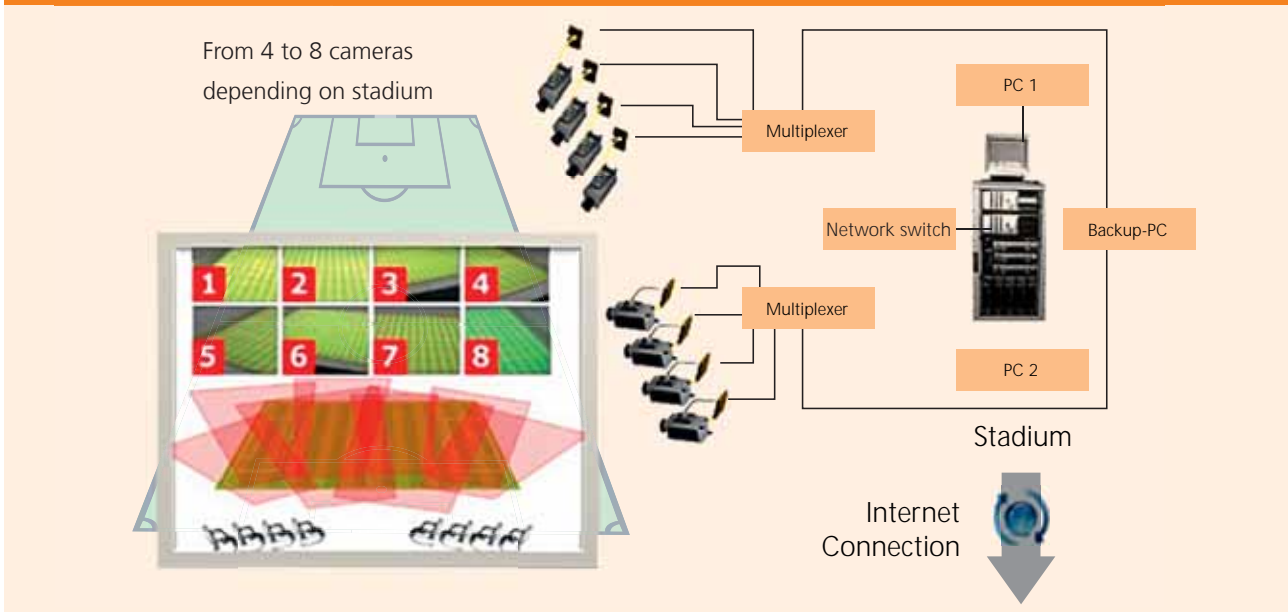 From 4 to 8 cameras
depending on stadium
1
2
3
4
5
6
7
8
Multiplexer
Multiplexer
PC 1
Network switch
Backup-PC
PC 2
Stadium
Internet
Connection